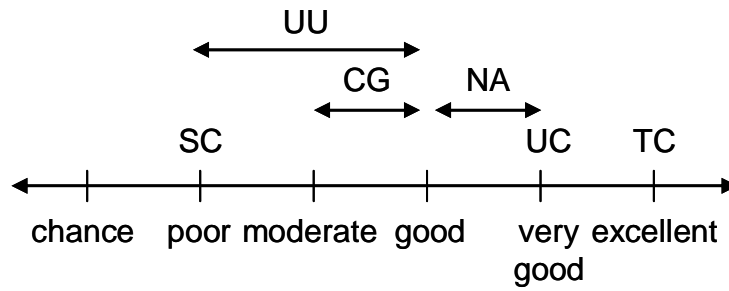 UU
CG NA
SC UC TC
chance poor moderate good very excellent
good